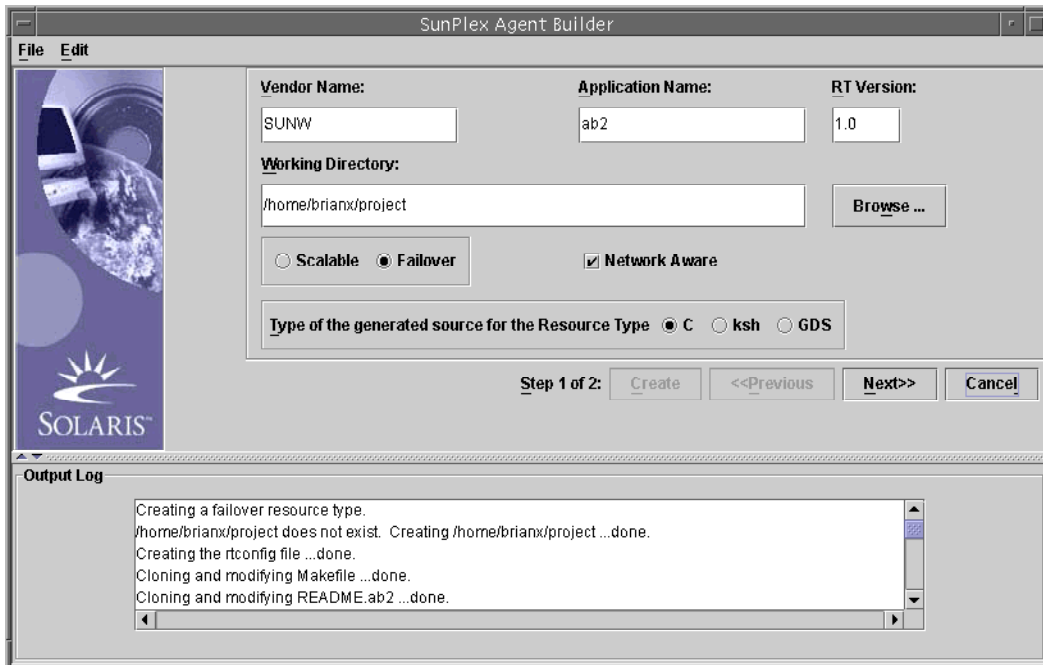 SunPlex Agent Builder
File Edit
Vendor Name: Application Name: RT Version:
SUNW ab2 1.0
Working Directory:
/home/brianx/project Browse ...
Scalable Failover Network Aware
Type of the generated source for the Resource Type C ksh GDS
Step 1 of 2: Create <<Previous Next>> Cancel
SOLARIS™
Output Log
Creating a failover resource type.
/home/brianx/project does not exist. Creating /home/brianx/project ...done.
Creating the rtconfig file ...done.
Cloning and modifying Makefile ...done.
Cloning and modifying README.ab2 ...done.